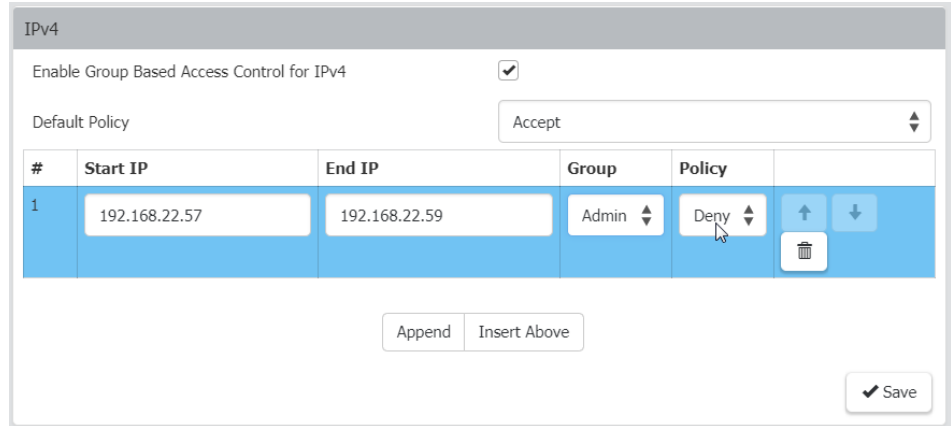 IPv4
Enable Group Based Access Control for IPv4
Default Policy Accept
# Start IP End IP Group Policy
1 192.168.22.57 192.168.22.59 Admin Deny
Append Insert Above
Save